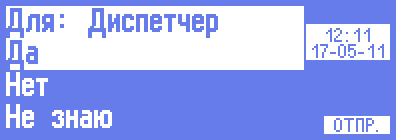 Для: Диспетчер
Да
Нет
Не знаю
12:11
17-05-11
ОТПР.